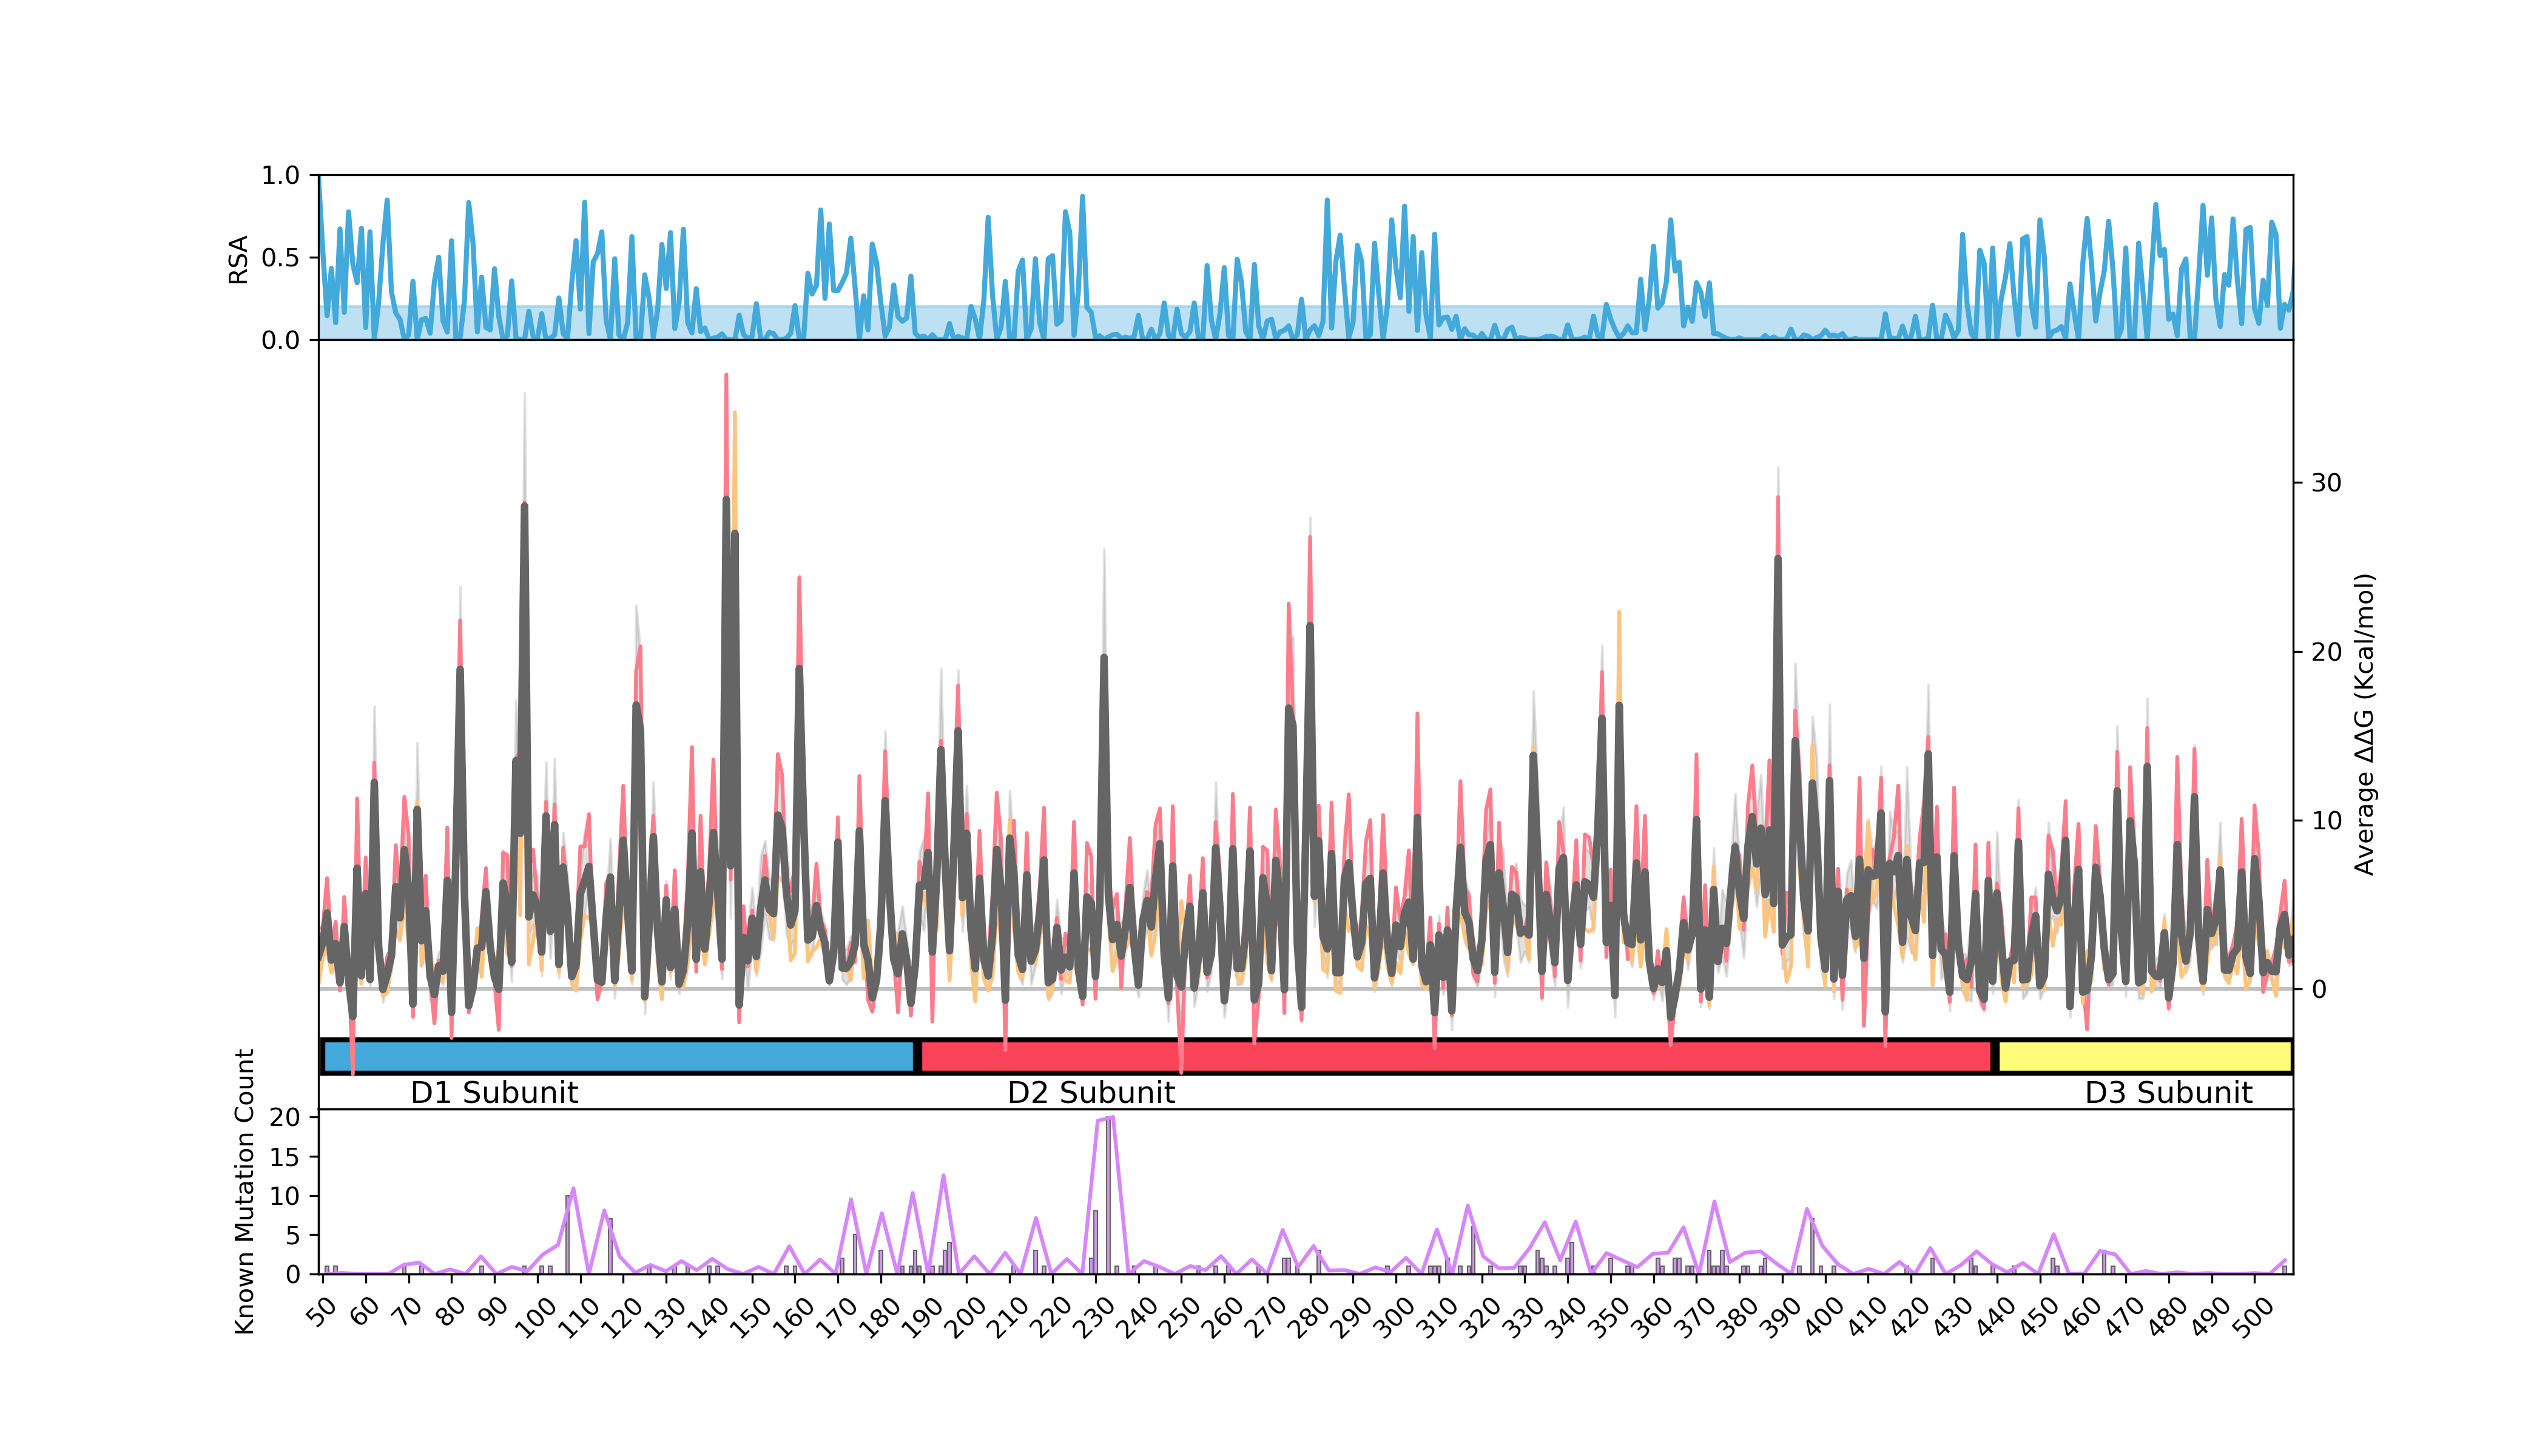 1.0
0.5
0.0
RSA
30
20
10
0
Average ΔΔG (Kcal/mol)
D1 Subunit
D2 Subunit
D3 Subunit
20
15
10
5
0
Known Mutation Count
50 60 70 80 90 100 110 120 130 140 150 160 170 180 190 200 210 220 230 240 250 260 270 280 290 300 310 320 330 340 350 360 370 380 390 400 410 420 430 440 450 460 470 480 490 500